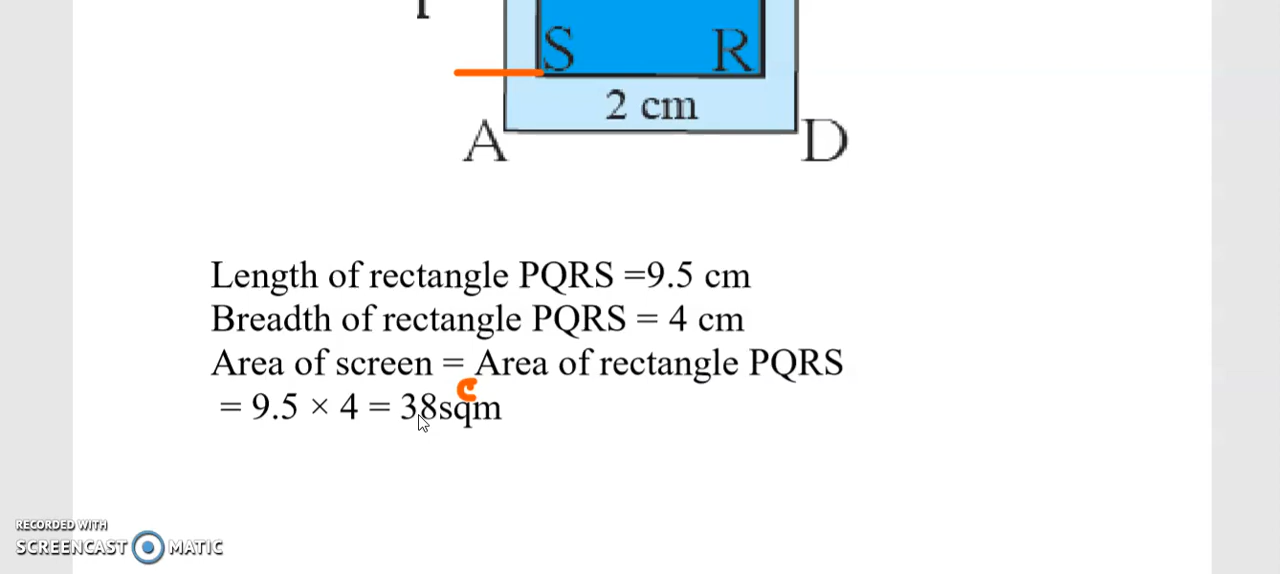 S R
2 cm
A D
Length of rectangle PQRS =9.5 cm
Breadth of rectangle PQRS = 4 cm
Area of screen = Area of rectangle PQRS
c
= 9.5 × 4 = 38sqm
RECORDED WITH
SCREENCAST MATIC